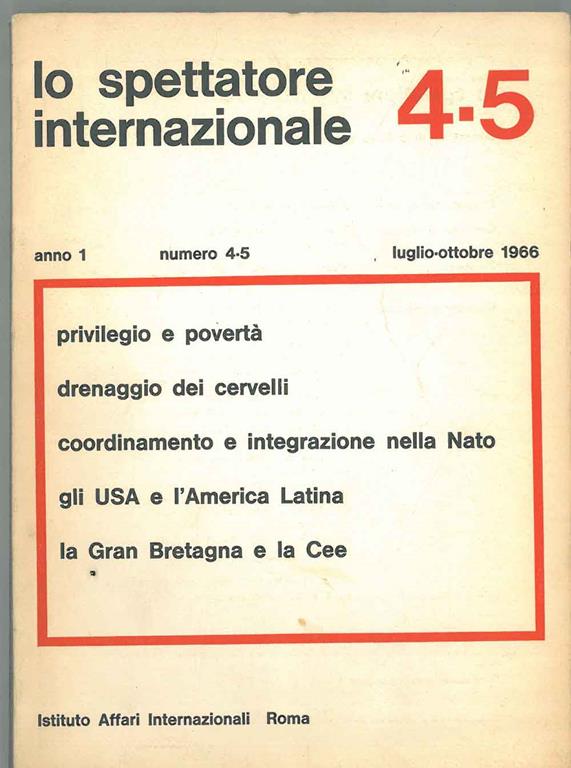 lo spettatore
internazionale
4·5
anno 1 numero 4·5 luglio·ottobre 1966
privilegio e povertà
drenaggio dei cervelli
coordinamento e integrazione nella Nato
gli USA e l'America Latina
la Gran Bretagna e la Cee
Istituto Affari Internazionali Roma